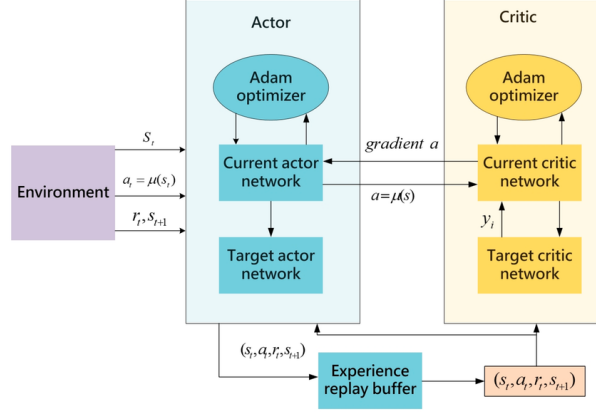 Actor
Critic
Adam
optimizer
Adam
optimizer
S_t
gradient a
Environment
a_t = μ(s_t)
Current actor
network
Current critic
network
a=μ(s)
r_t, s_{t+1}
y_i
Target actor
network
Target critic
network
(s_t, a_t, r_t, s_{t+1})
Experience
replay buffer
(s_t, a_t, r_t, s_{t+1})